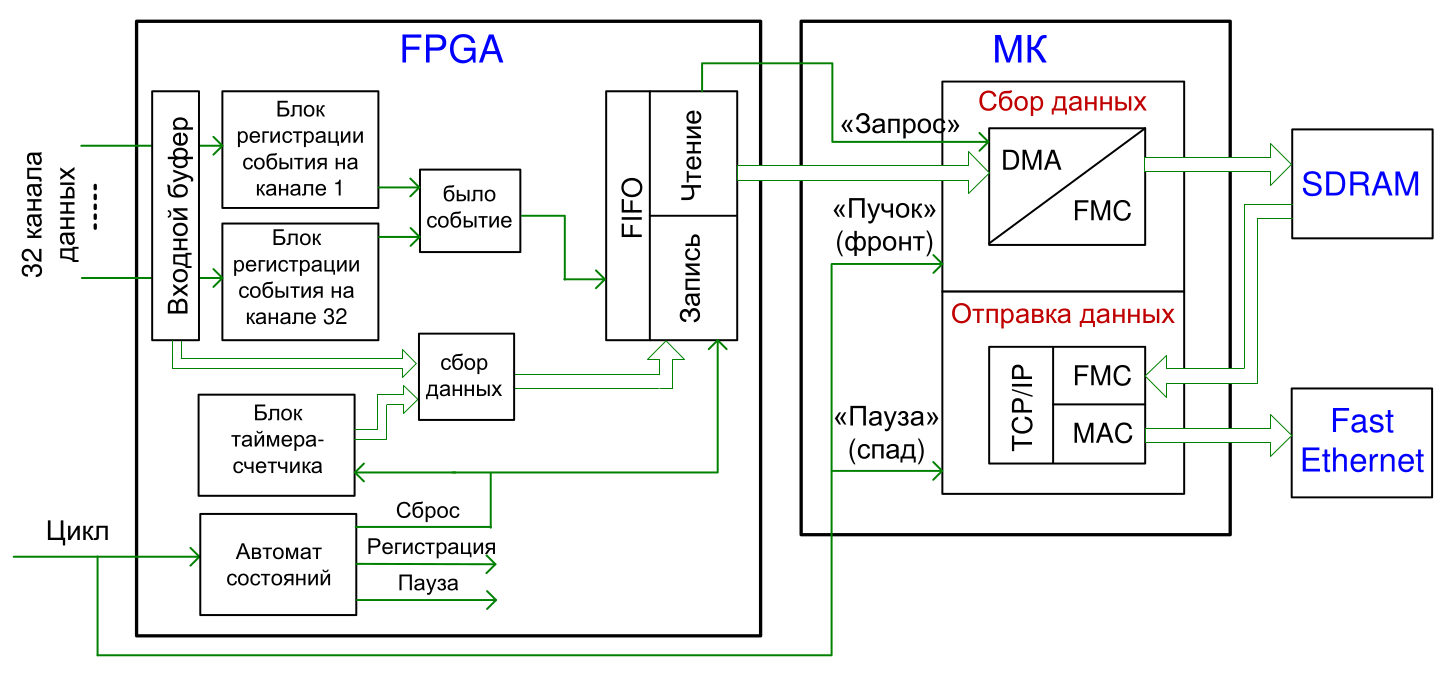 FPGA
32 канала
данных
Входной буфер
Блок
регистрации
события на
канале 1
Блок
регистрации
события на
канале 32
было
событие
FIFO
Чтение
Запись
сбор
данных
Блок
таймера-
счетчика
Цикл
Автомат
состояний
Сброс
Регистрация
Пауза
МК
Сбор данных
«Запрос»
DMA
FMC
«Пучок»
(фронт)
Отправка данных
TCP/IP
FMC
MAC
«Пауза»
(спад)
SDRAM
Fast
Ethernet